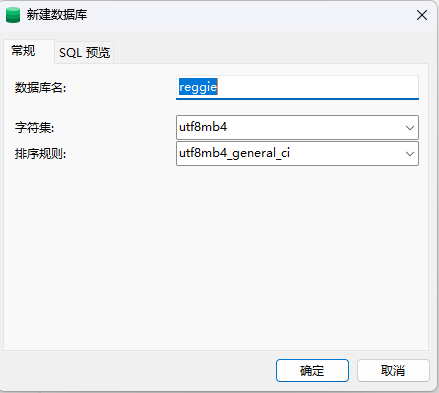 新建数据库
常规 SQL 预览
数据库名: reggie
字符集: utf8mb4
排序规则: utf8mb4_general_ci
确定 取消